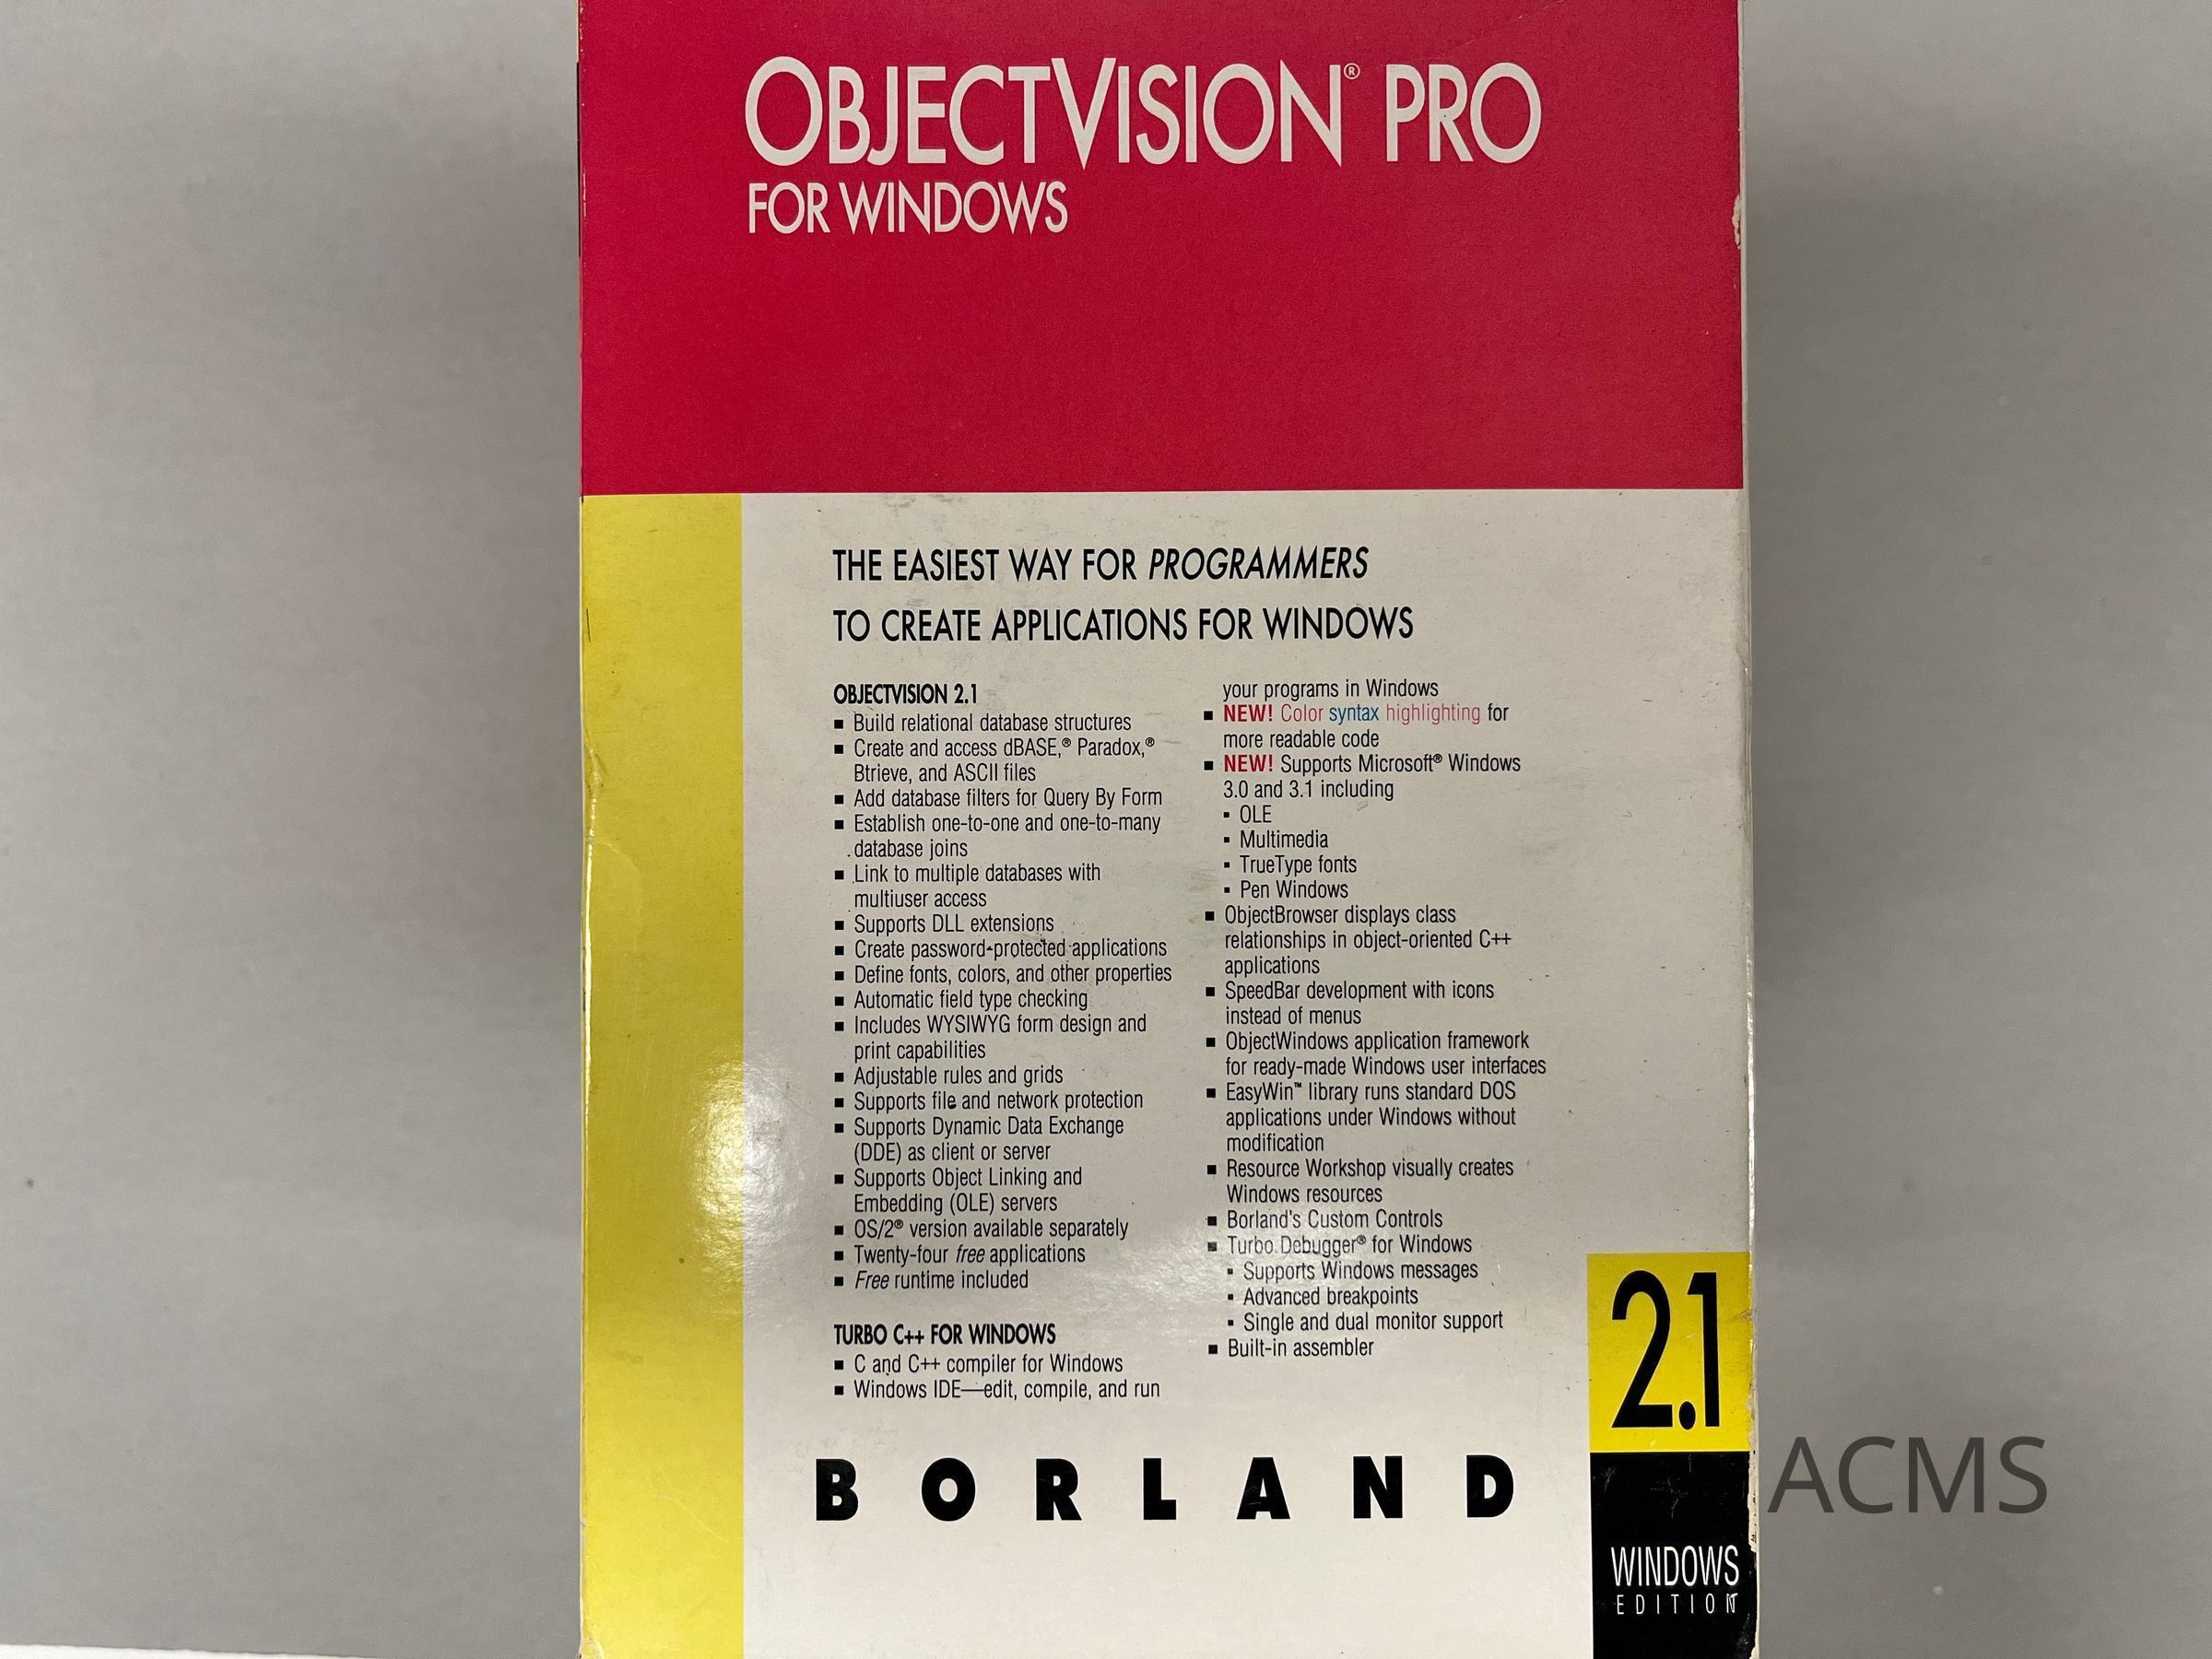 OBJECTVISION® PRO
FOR WINDOWS
THE EASIEST WAY FOR PROGRAMMERS
TO CREATE APPLICATIONS FOR WINDOWS
OBJECTVISION 2.1
▪ Build relational database structures
▪ Create and access dBASE,® Paradox,®
Btrieve, and ASCII files
▪ Add database filters for Query By Form
▪ Establish one-to-one and one-to-many
database joins
▪ Link to multiple databases with
multiuser access
▪ Supports DLL extensions
▪ Create password-protected applications
▪ Define fonts, colors, and other properties
▪ Automatic field type checking
▪ Includes WYSIWYG form design and
print capabilities
▪ Adjustable rules and grids
▪ Supports file and network protection
▪ Supports Dynamic Data Exchange
(DDE) as client or server
▪ Supports Object Linking and
Embedding (OLE) servers
▪ OS/2® version available separately
▪ Twenty-four free applications
▪ Free runtime included
TURBO C++ FOR WINDOWS
▪ C and C++ compiler for Windows
▪ Windows IDE—edit, compile, and run
your programs in Windows
▪ NEW! Color syntax highlighting for
more readable code
▪ NEW! Supports Microsoft® Windows
3.0 and 3.1 including
▪ OLE
▪ Multimedia
▪ TrueType fonts
▪ Pen Windows
▪ ObjectBrowser displays class
relationships in object-oriented C++
applications
▪ SpeedBar development with icons
instead of menus
▪ ObjectWindows application framework
for ready-made Windows user interfaces
▪ EasyWin™ library runs standard DOS
applications under Windows without
modification
▪ Resource Workshop visually creates
Windows resources
▪ Borland's Custom Controls
▪ Turbo Debugger® for Windows
▪ Supports Windows messages
▪ Advanced breakpoints
▪ Single and dual monitor support
▪ Built-in assembler
2.1
BORLAND
WINDOWS
EDITION
ACMS